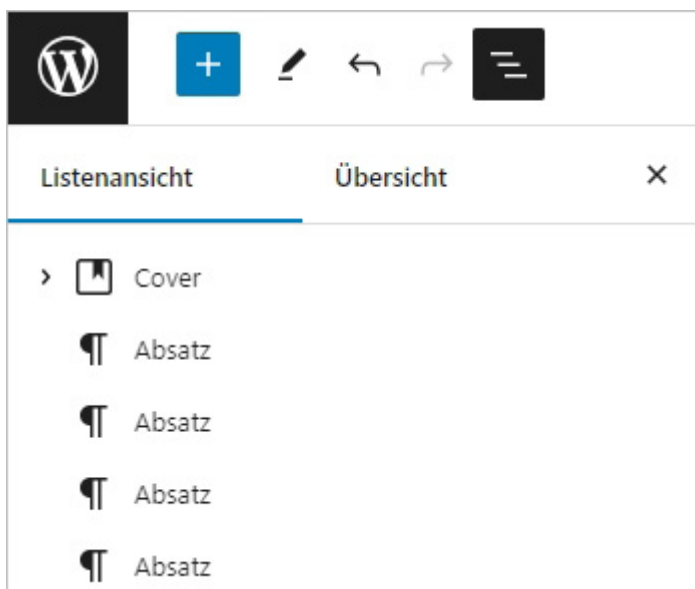 Listenansicht
Übersicht
Cover
Absatz
Absatz
Absatz
Absatz